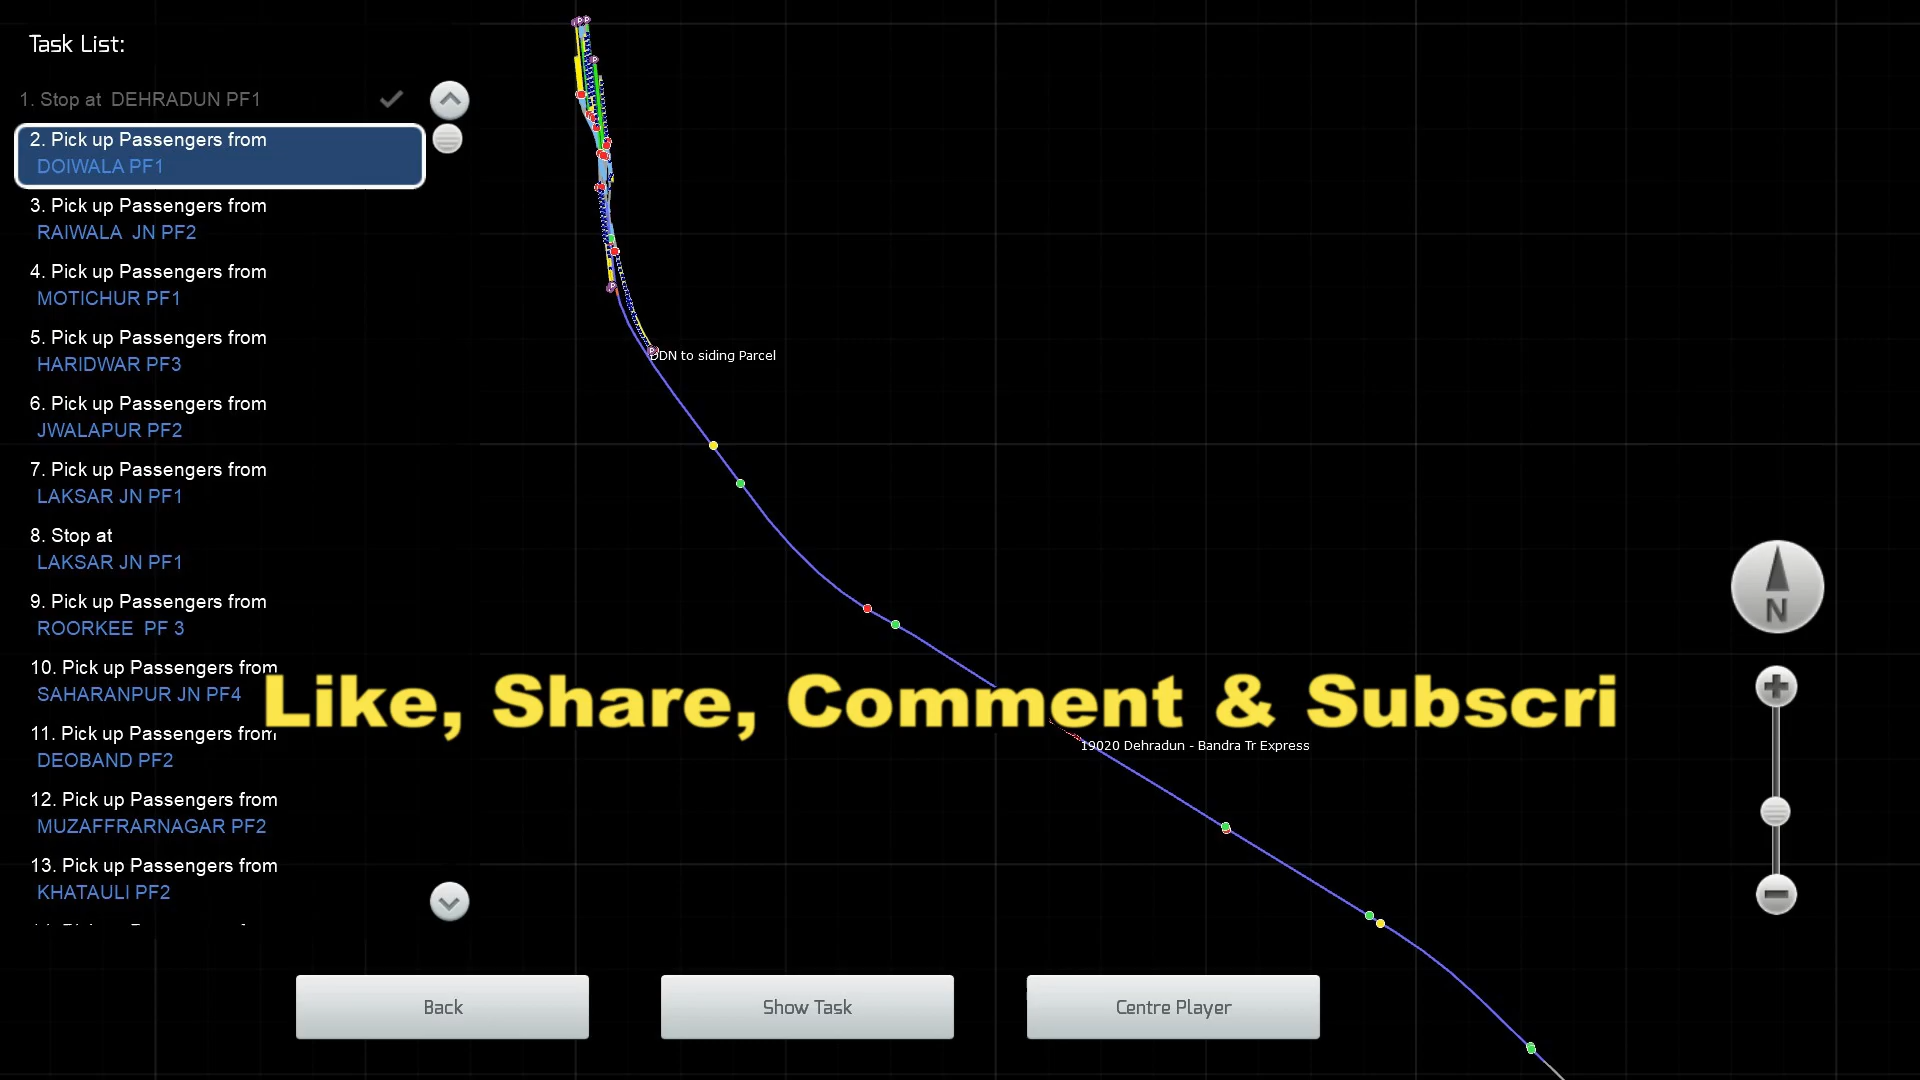 Task List:
1. Stop at DEHRADUN PF1
2. Pick up Passengers from
DOIWALA PF1
3. Pick up Passengers from
RAIWALA JN PF2
4. Pick up Passengers from
MOTICHUR PF1
5. Pick up Passengers from
HARIDWAR PF3
6. Pick up Passengers from
JWALAPUR PF2
7. Pick up Passengers from
LAKSAR JN PF1
8. Stop at
LAKSAR JN PF1
9. Pick up Passengers from
ROORKEE PF 3
10. Pick up Passengers from
SAHARANPUR JN PF4
11. Pick up Passengers from
DEOBAND PF2
12. Pick up Passengers from
MUZAFFRARNAGAR PF2
13. Pick up Passengers from
KHATAULI PF2
DDN to siding Parcel
Like, Share, Comment & Subscri
19020 Dehradun - Bandra Tr Express
N
Back
Show Task
Centre Player